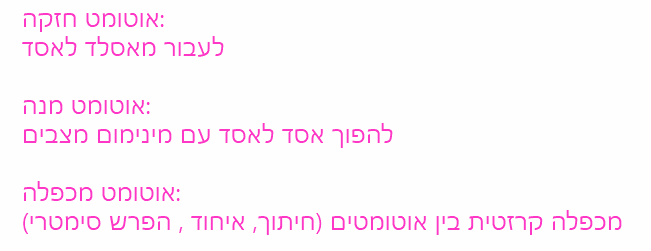 אוטומט חזקה:
לעבור מאסלד לאסד
אוטומט מנה:
להפוך אסד לאסד עם מינימום מצבים
אוטומט מכפלה:
מכפלה קרזטית בין אוטומטים (חיתוך, איחוד , הפרש סימטרי)